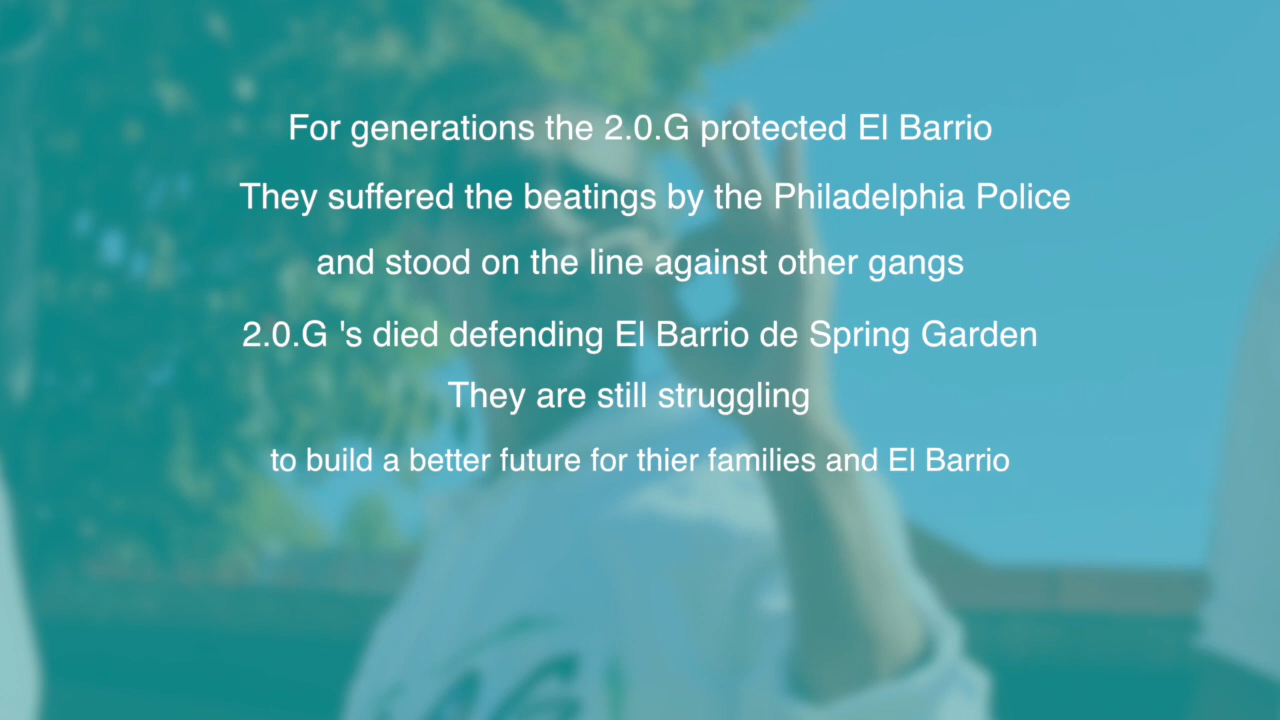 For generations the 2.0.G protected El Barrio
They suffered the beatings by the Philadelphia Police
and stood on the line against other gangs
2.0.G 's died defending El Barrio de Spring Garden
They are still struggling
to build a better future for thier families and El Barrio